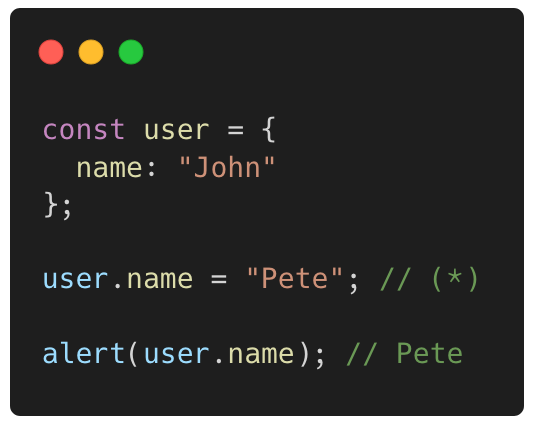 const user = {
  name: "John"
};

user.name = "Pete"; // (*)

alert(user.name); // Pete